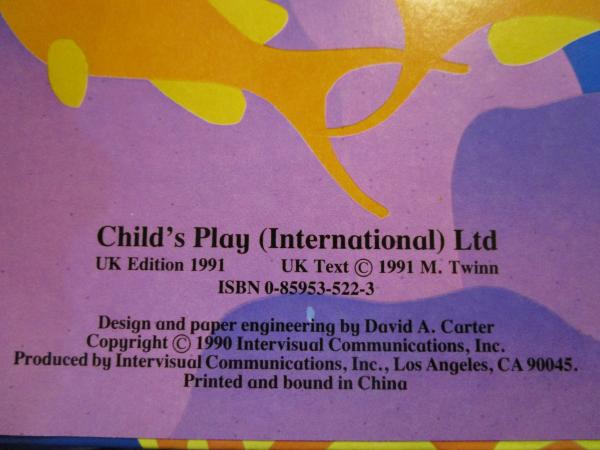 Child's Play (International) Ltd
UK Edition 1991 UK Text © 1991 M. Twinn
ISBN 0-85953-522-3
Design and paper engineering by David A. Carter
Copyright © 1990 Intervisual Communications, Inc.
Produced by Intervisual Communications, Inc., Los Angeles, CA 90045.
Printed and bound in China